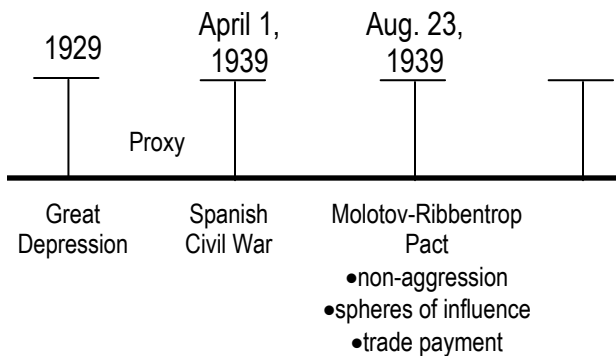 1929
April 1,
1939
Aug. 23,
1939
Proxy
Great
Depression
Spanish
Civil War
Molotov-Ribbentrop
Pact
•non-aggression
•spheres of influence
•trade payment